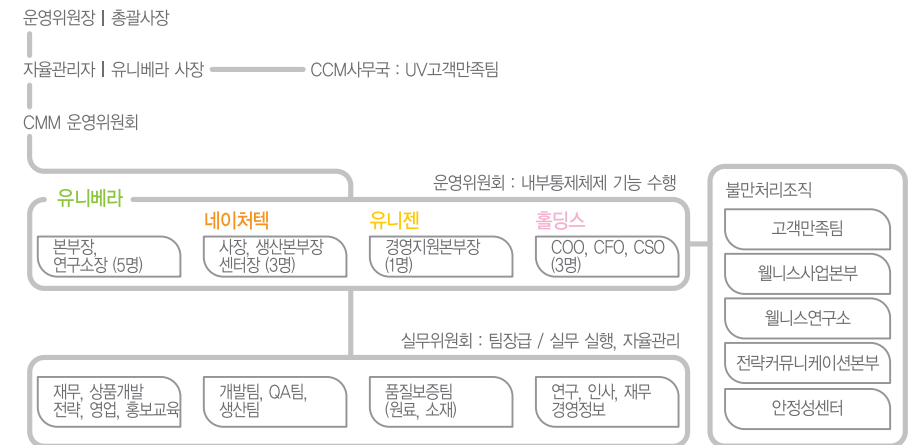 운영위원장 | 총괄사장
자율관리자 | 유니베라 사장
CCM사무국 : UV고객만족팀
CMM 운영위원회
운영위원회 : 내부통제체제 기능 수행
유니베라
네이처텍
유니젠
홀딩스
본부장,
연구소장 (5명)
사장, 생산본부장
센터장 (3명)
경영지원본부장
(1명)
COO, CFO, CSO
(3명)
실무위원회 : 팀장급 / 실무 실행, 자율관리
재무, 상품개발
전략, 영업, 홍보교육
개발팀, QA팀,
생산팀
품질보증팀
(원료, 소재)
연구, 인사, 재무
경영정보
불만처리조직
고객만족팀
웰니스사업본부
웰니스연구소
전략커뮤니케이션본부
안정성센터